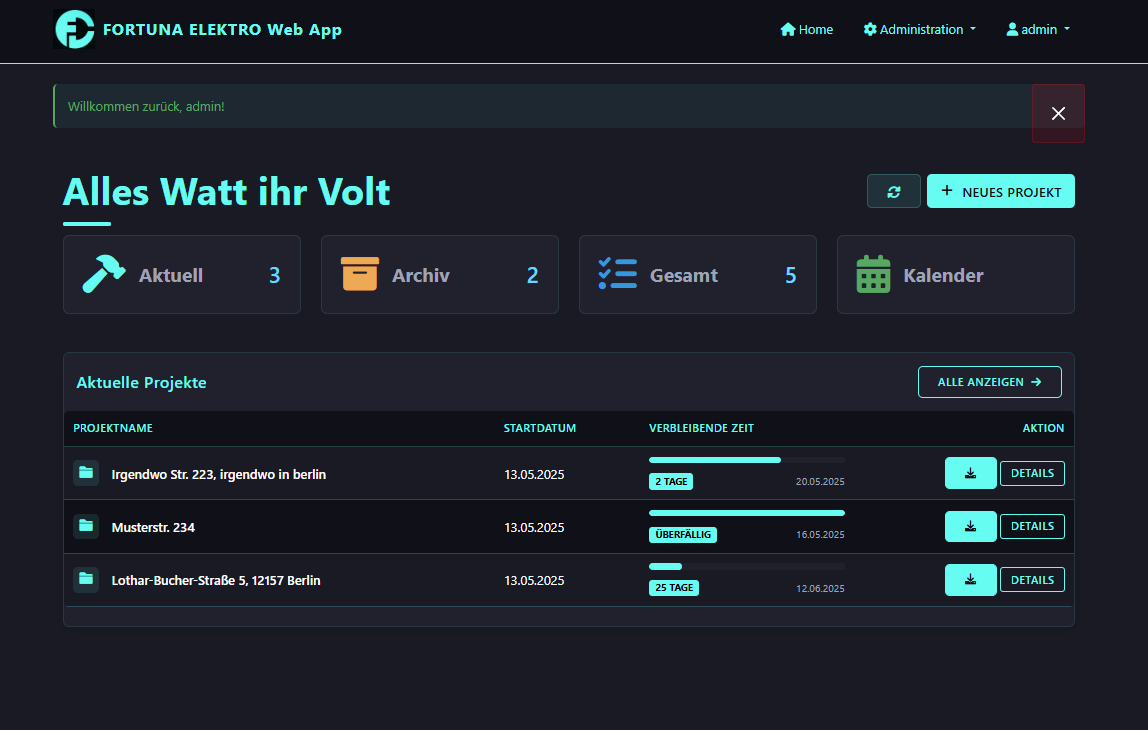 FORTUNA ELEKTRO Web App
Home Administration admin
Willkommen zurück, admin!
Alles Watt ihr Volt
NEUES PROJEKT
Aktuell 3
Archiv 2
Gesamt 5
Kalender
Aktuelle Projekte
ALLE ANZEIGEN
PROJEKTNAME STARTDATUM VERBLEIBENDE ZEIT AKTION
Irgendwo Str. 223, irgendwo in berlin 13.05.2025 2 TAGE 20.05.2025 DETAILS
Musterstr. 234 13.05.2025 ÜBERFÄLLIG 16.05.2025 DETAILS
Lothar-Bucher-Straße 5, 12157 Berlin 13.05.2025 25 TAGE 12.06.2025 DETAILS